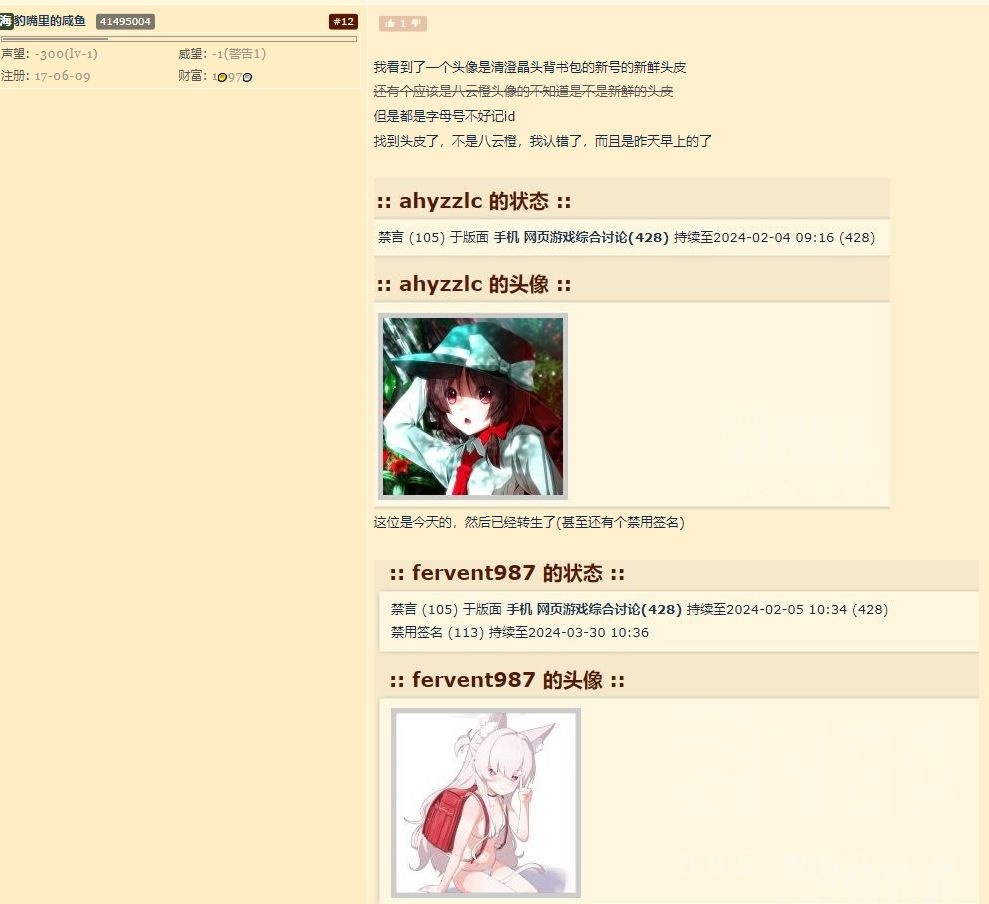 海豹嘴里的咸鱼 41495004 #12
声望: -300(lv-1) 威望: -1(警告1)
注册: 17-06-09 财富: 1 97
1
我看到了一个头像是清澄晶头背书包的新号的新鲜头皮
还有个应该是八云橙头像的不知道是不是新鲜的头皮
但是都是字母号不好记id
找到头皮了，不是八云橙，我认错了，而且是昨天早上的了
:: ahyzzlc 的状态 ::
禁言 (105) 于版面 手机 网页游戏综合讨论(428) 持续至2024-02-04 09:16 (428)
:: ahyzzlc 的头像 ::
这位是今天的，然后已经转生了(甚至还有个禁用签名)
:: fervent987 的状态 ::
禁言 (105) 于版面 手机 网页游戏综合讨论(428) 持续至2024-02-05 10:34 (428)
禁用签名 (113) 持续至2024-03-30 10:36
:: fervent987 的头像 ::